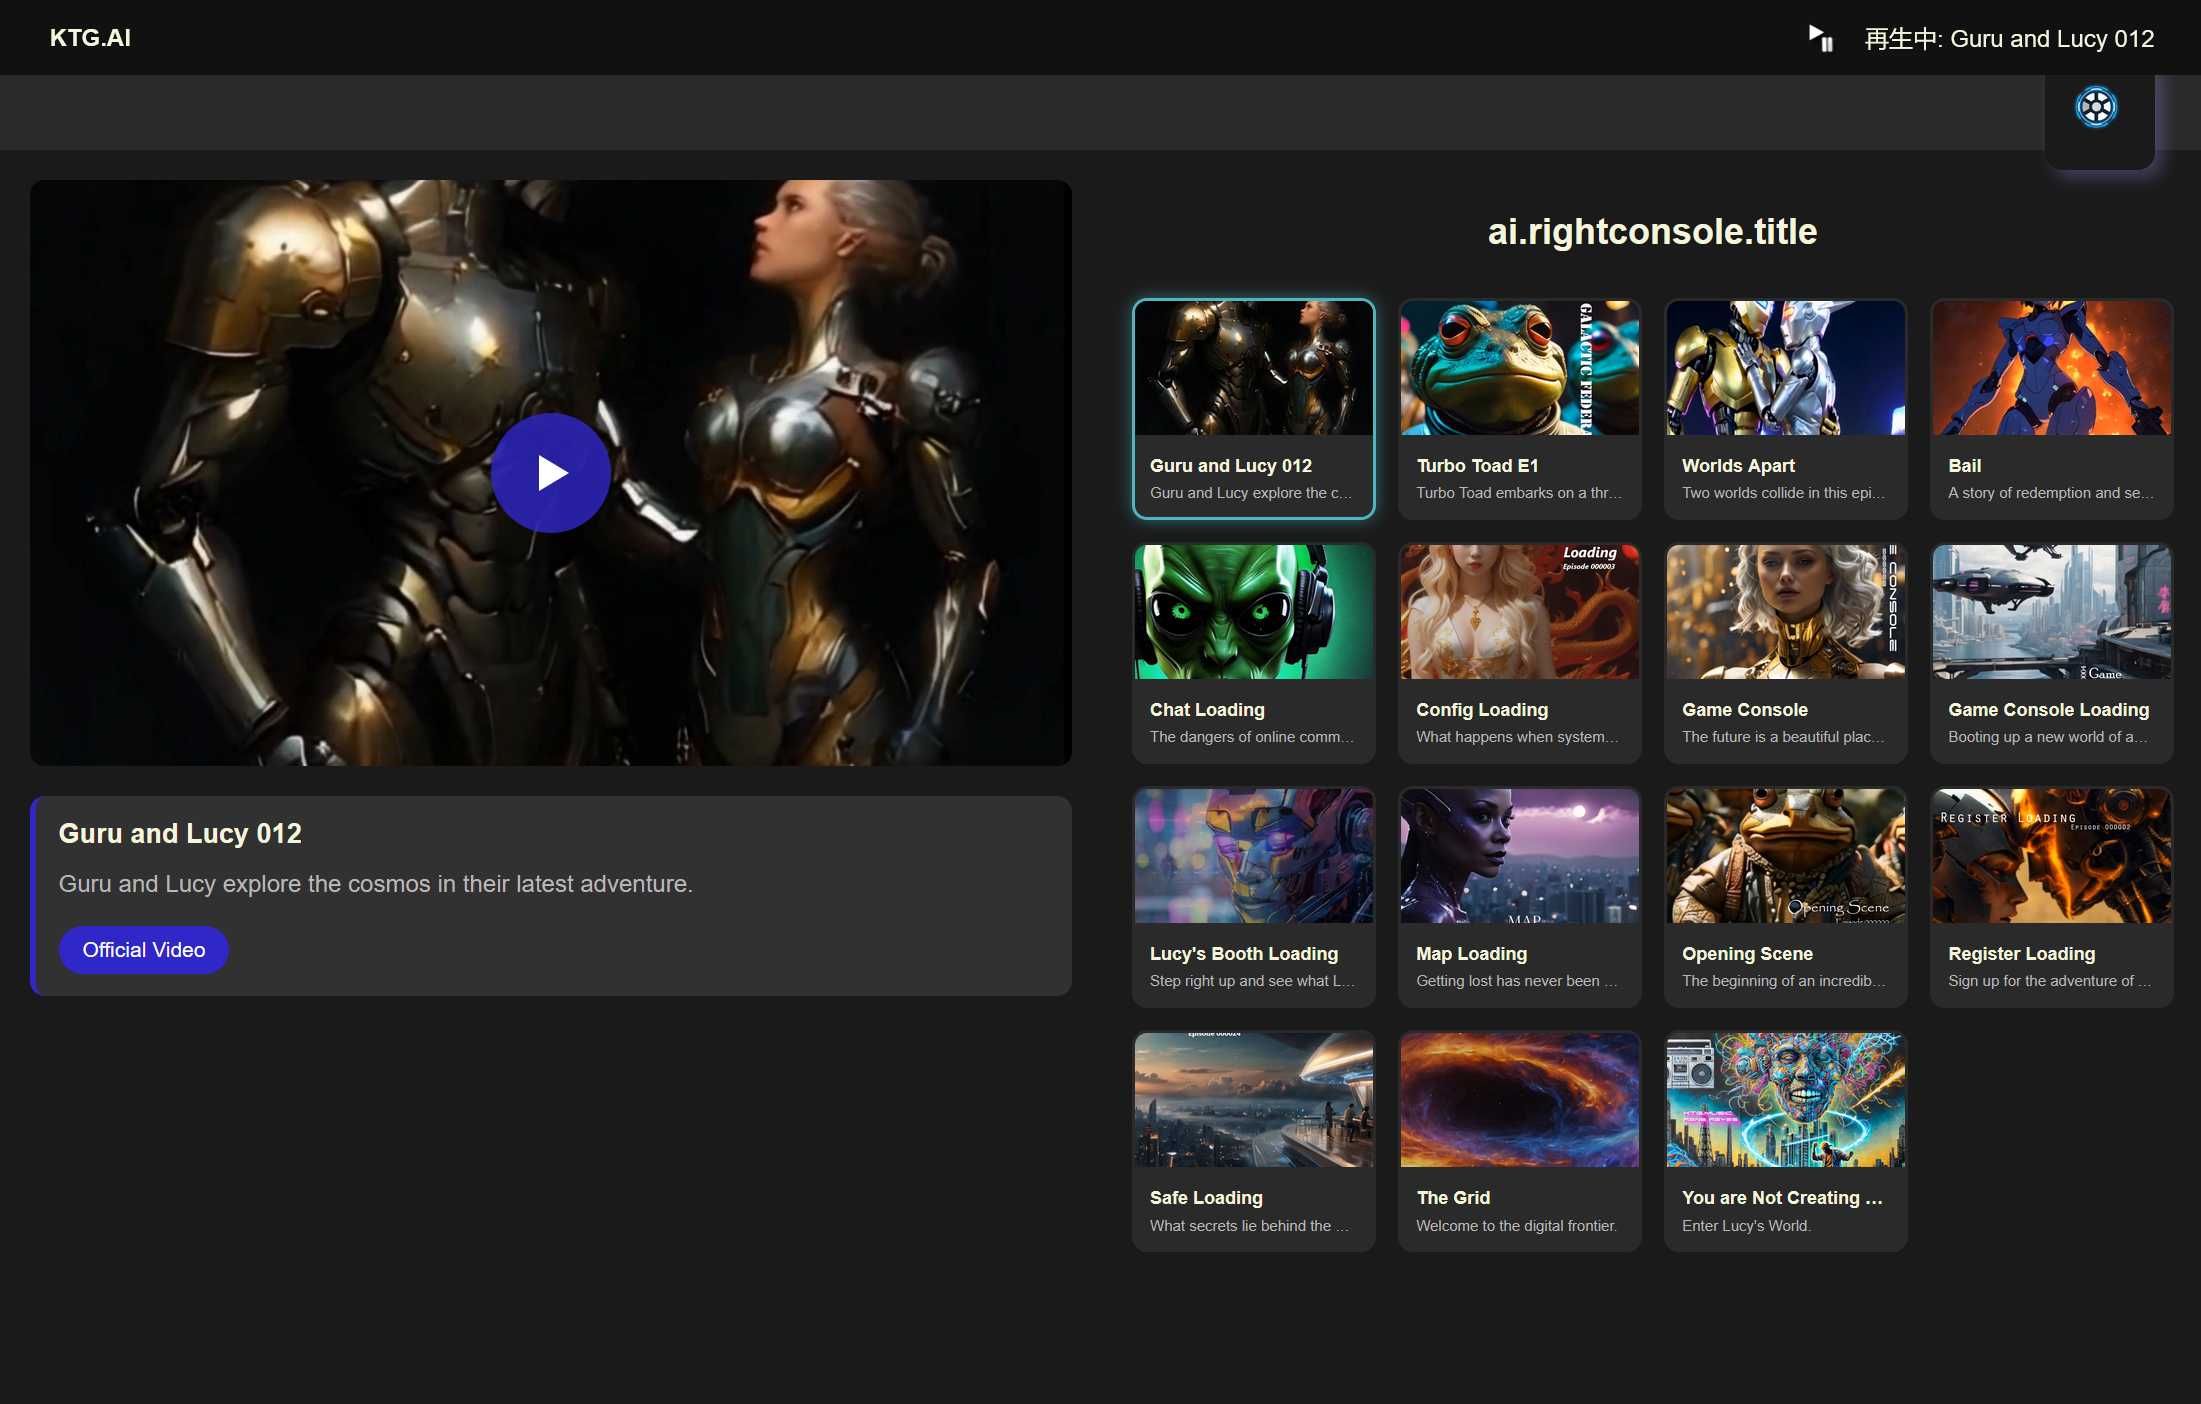 KTG.AI
再生中: Guru and Lucy 012
ai.rightconsole.title
Guru and Lucy 012
Guru and Lucy explore the cosmos in their latest adventure.
Official Video
GALACTIC FEDERA
Guru and Lucy 012
Guru and Lucy explore the c...
Turbo Toad E1
Turbo Toad embarks on a thr...
Worlds Apart
Two worlds collide in this epi...
Bail
A story of redemption and se...
Loading
Episode 000003
E CONSOLE
Game
Chat Loading
The dangers of online comm...
Config Loading
What happens when system...
Game Console
The future is a beautiful plac...
Game Console Loading
Booting up a new world of a...
MAP
Opening Scene
REGISTER LOADING
EPISODE 000002
Lucy's Booth Loading
Step right up and see what L...
Map Loading
Getting lost has never been ...
Opening Scene
The beginning of an incredib...
Register Loading
Sign up for the adventure of ...
Episode 000024
KTG.MUSIC
Safe Loading
What secrets lie behind the ...
The Grid
Welcome to the digital frontier.
You are Not Creating ...
Enter Lucy's World.